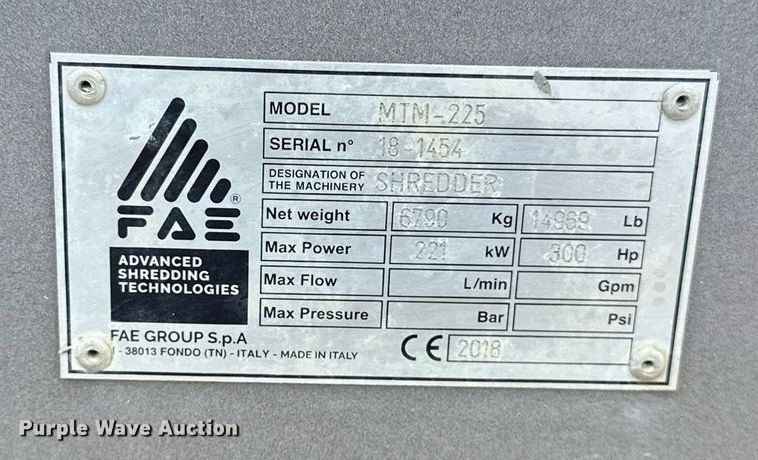 MODEL MTM-225
SERIAL n° 18-1454
DESIGNATION OF
THE MACHINERY SHREDDER
Net weight 6790 Kg 14969 Lb
Max Power 221 kW 300 Hp
Max Flow L/min Gpm
Max Pressure Bar Psi
®
FAE
ADVANCED
SHREDDING
TECHNOLOGIES
FAE GROUP S.p.A
I - 38013 FONDO (TN) - ITALY - MADE IN ITALY
CE 2018
Purple Wave Auction